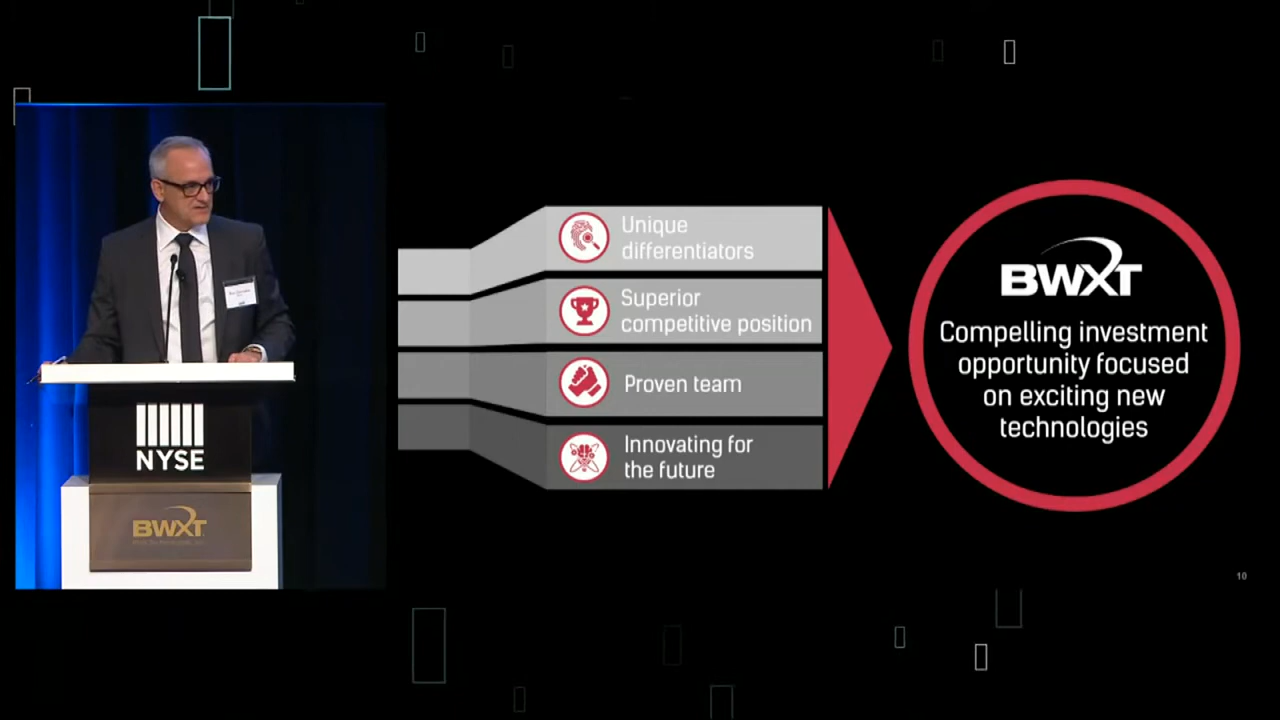 Unique
differentiators
Superior
competitive position
Proven team
Innovating for
the future
BWXT
Compelling investment
opportunity focused
on exciting new
technologies
NYSE
BWXT
10